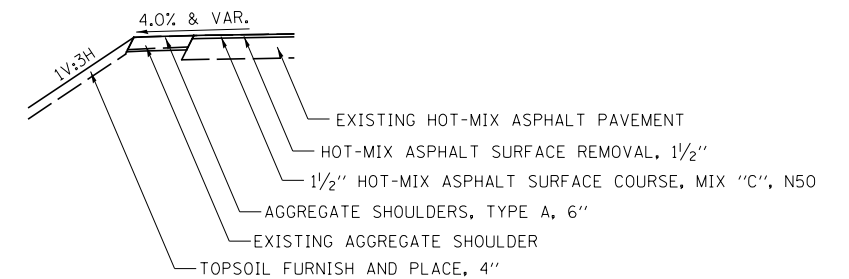 4.0% & VAR.
1V:3H
EXISTING HOT-MIX ASPHALT PAVEMENT
HOT-MIX ASPHALT SURFACE REMOVAL, 1½"
1½" HOT-MIX ASPHALT SURFACE COURSE, MIX "C", N50
AGGREGATE SHOULDERS, TYPE A, 6"
EXISTING AGGREGATE SHOULDER
TOPSOIL FURNISH AND PLACE, 4"